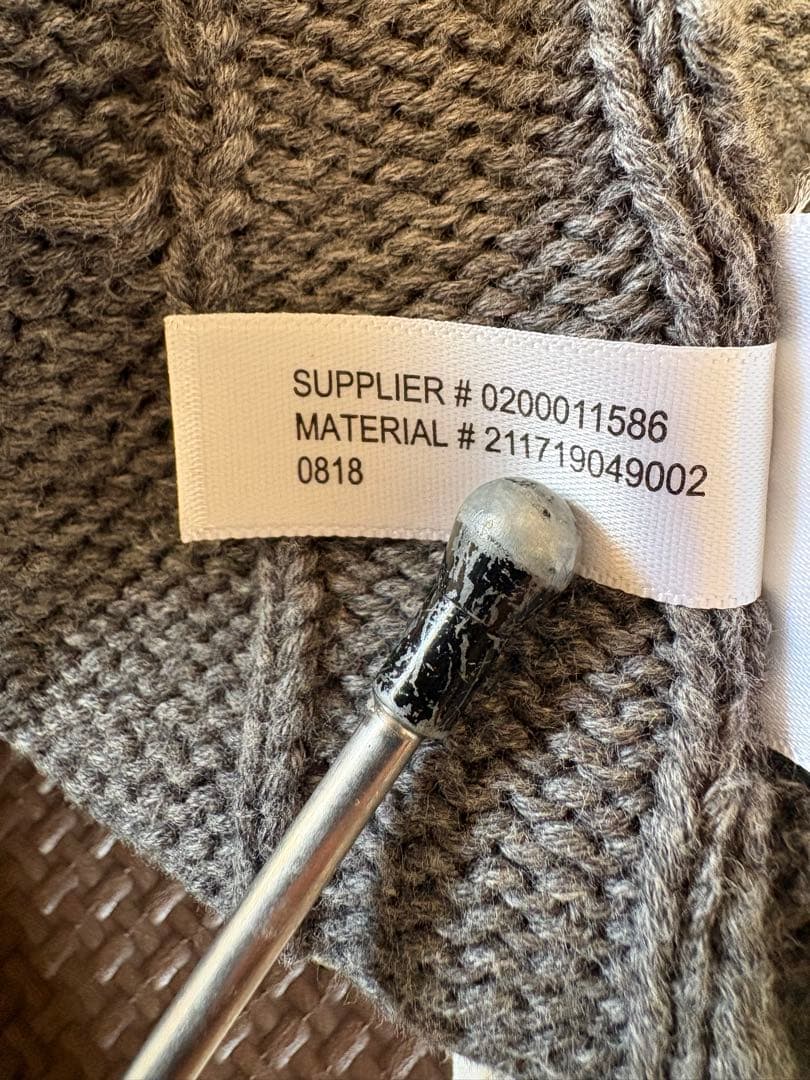 SUPPLIER # 0200011586
MATERIAL # 211719049002
0818